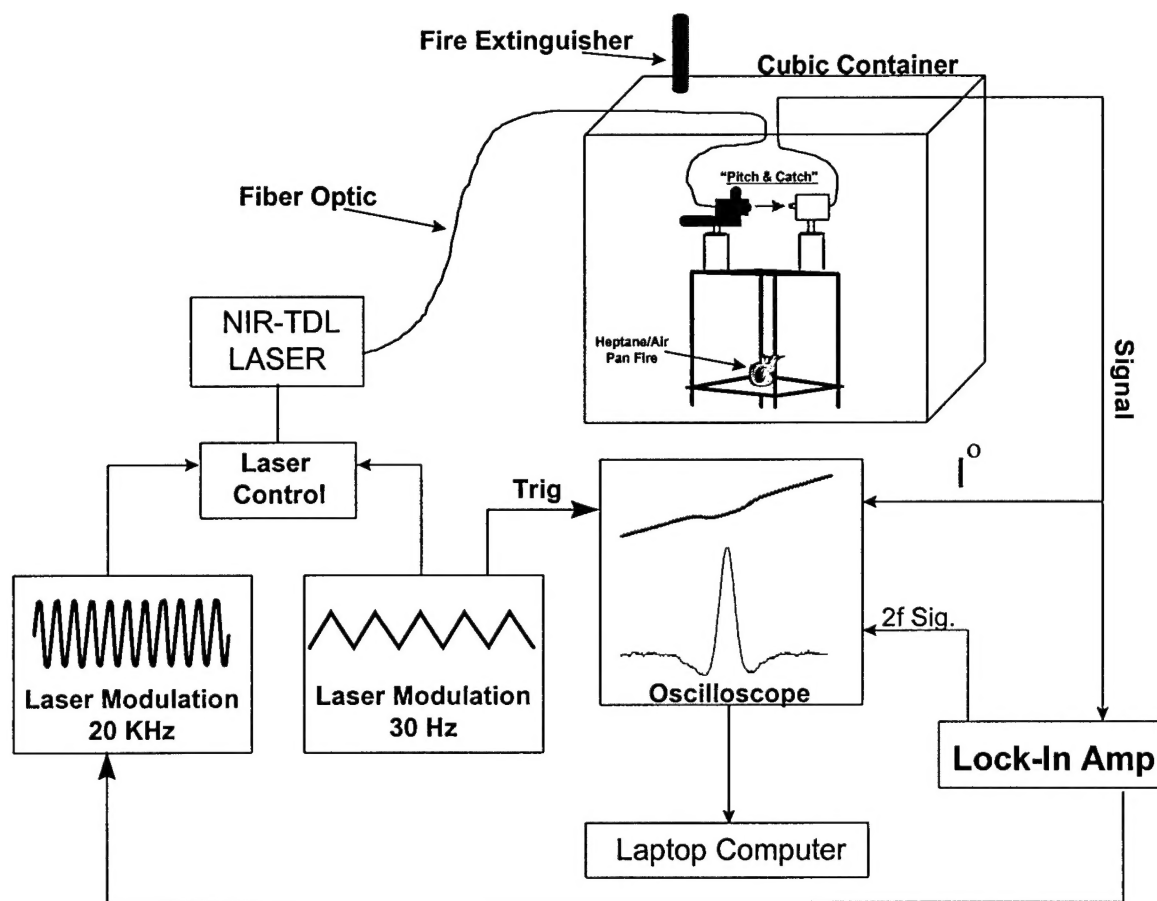 Fire Extinguisher
Cubic Container
"Pitch & Catch"
Fiber Optic
NIR-TDL
LASER
Heptane/Air
Pan Fire
Signal
Laser
Control
Trig
I°
2f Sig.
Laser Modulation
20 KHz
Laser Modulation
30 Hz
Oscilloscope
Lock-In Amp
Laptop Computer